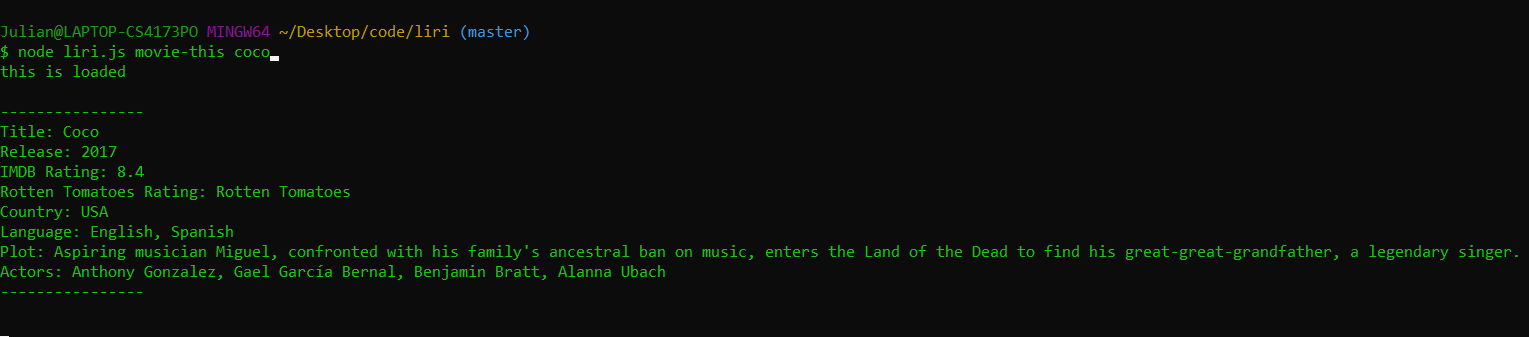 Julian@LAPTOP-CS4173PO MINGW64 ~/Desktop/code/liri (master)
$ node liri.js movie-this coco
this is loaded
----------------
Title: Coco
Release: 2017
IMDB Rating: 8.4
Rotten Tomatoes Rating: Rotten Tomatoes
Country: USA
Language: English, Spanish
Plot: Aspiring musician Miguel, confronted with his family's ancestral ban on music, enters the Land of the Dead to find his great-great-grandfather, a legendary singer.
Actors: Anthony Gonzalez, Gael García Bernal, Benjamin Bratt, Alanna Ubach
----------------